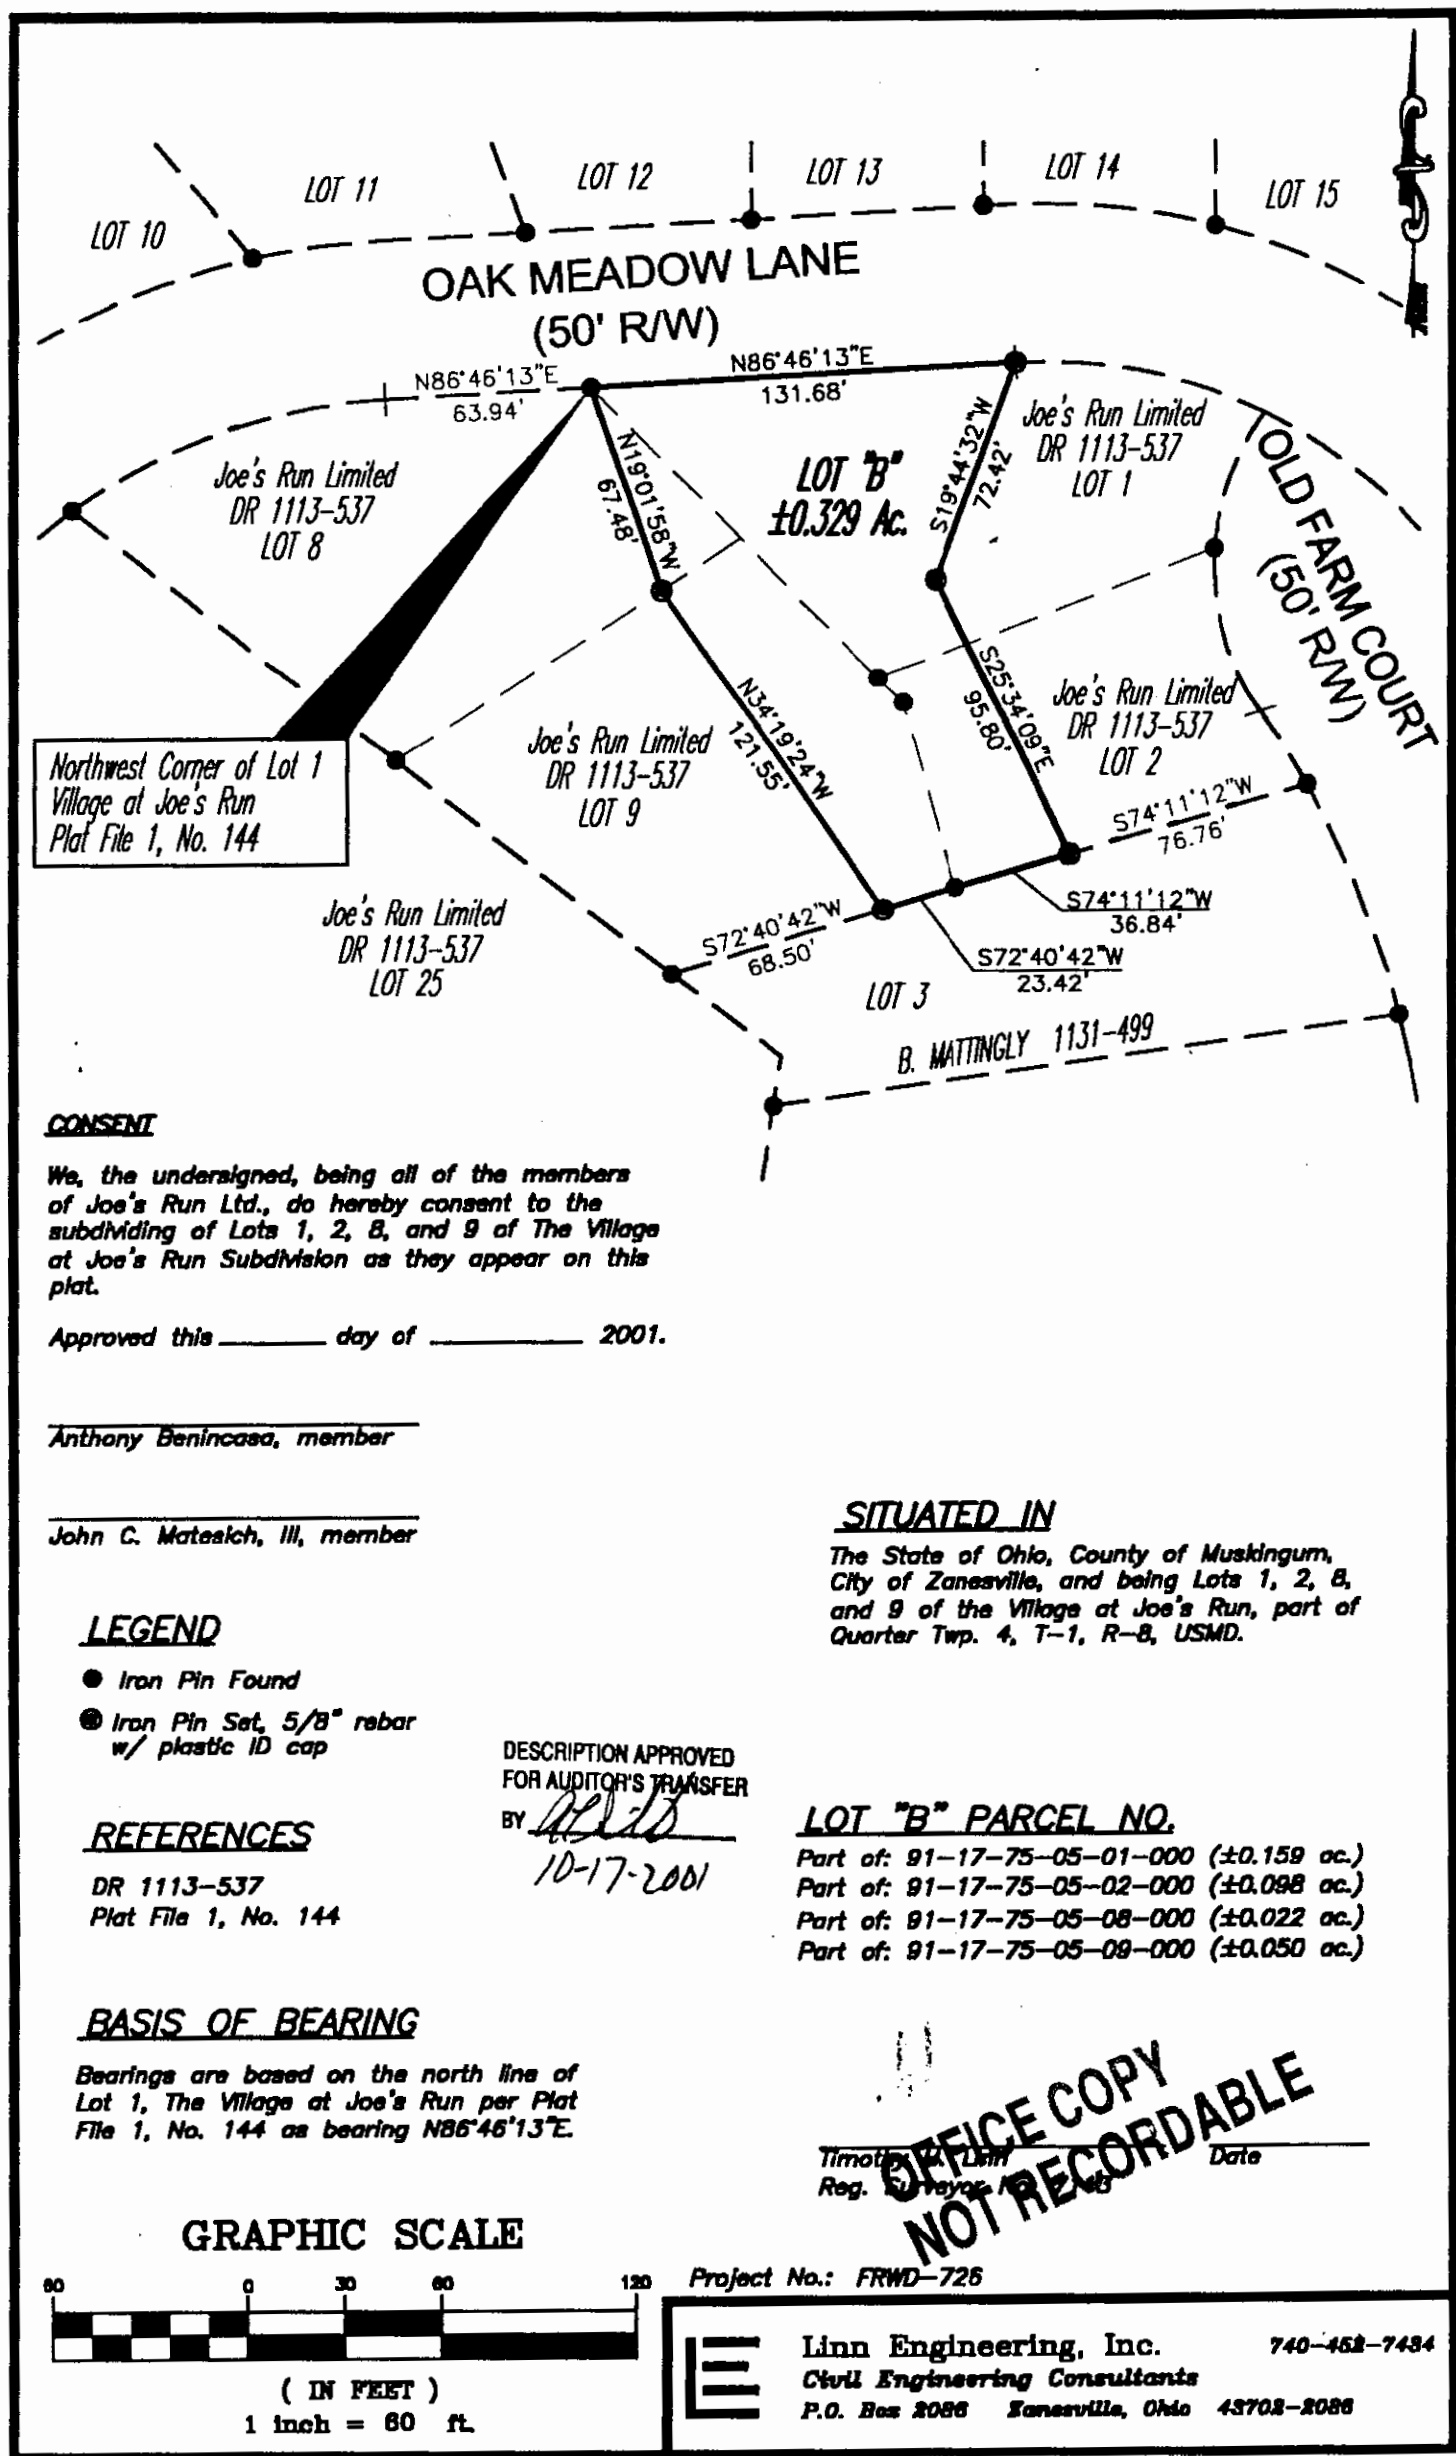 LOT 10
LOT 11
LOT 12
LOT 13
LOT 14
LOT 15
OAK MEADOW LANE
(50' R/W)
N86°46'13"E
63.94'
N86°46'13"E
131.68'
Joe's Run Limited
DR 1113-537
LOT 8
N19°01'58"W
67.48'
LOT "B"
±0.329 Ac.
S19°44'32"W
72.42'
Joe's Run Limited
DR 1113-537
LOT 1
OLD FARM COURT
(50' R/W)
Northwest Corner of Lot 1
Village at Joe's Run
Plat File 1, No. 144
Joe's Run Limited
DR 1113-537
LOT 9
N34°19'24"W
121.55'
S25°34'09"E
95.80'
Joe's Run Limited
DR 1113-537
LOT 2
S74°11'12"W
76.76'
S74°11'12"W
36.84'
S72°40'42"W
23.42'
S72°40'42"W
68.50'
Joe's Run Limited
DR 1113-537
LOT 25
LOT 3
B. MATTINGLY 1131-499
CONSENT
We, the undersigned, being all of the members
of Joe's Run Ltd., do hereby consent to the
subdividing of Lots 1, 2, 8, and 9 of The Village
at Joe's Run Subdivision as they appear on this
plat.
Approved this ______ day of ______ 2001.
Anthony Benincasa, member
John C. Mateaich, III, member
SITUATED IN
The State of Ohio, County of Muskingum,
City of Zanesville, and being Lots 1, 2, 8,
and 9 of the Village at Joe's Run, part of
Quarter Twp. 4, T-1, R-8, USMD.
LEGEND
Iron Pin Found
Iron Pin Set, 5/8" rebar
w/ plastic ID cap
DESCRIPTION APPROVED
FOR AUDITOR'S TRANSFER
BY
10-17-2001
REFERENCES
DR 1113-537
Plat File 1, No. 144
LOT "B" PARCEL NO.
Part of: 91-17-75-05-01-000 (±0.159 ac.)
Part of: 91-17-75-05-02-000 (±0.098 ac.)
Part of: 91-17-75-05-08-000 (±0.022 ac.)
Part of: 91-17-75-05-09-000 (±0.050 ac.)
BASIS OF BEARING
Bearings are based on the north line of
Lot 1, The Village at Joe's Run per Plat
File 1, No. 144 as bearing N86°46'13"E.
Date
Reg. Surveyor
OFFICE COPY
NOT RECORDABLE
GRAPHIC SCALE
60 0 30 60 120
( IN FEET )
1 inch = 60 ft.
Project No.: FRWD-726
Linn Engineering, Inc. 740-452-7434
Civil Engineering Consultants
P.O. Box 2086 Zanesville, Ohio 43702-2086